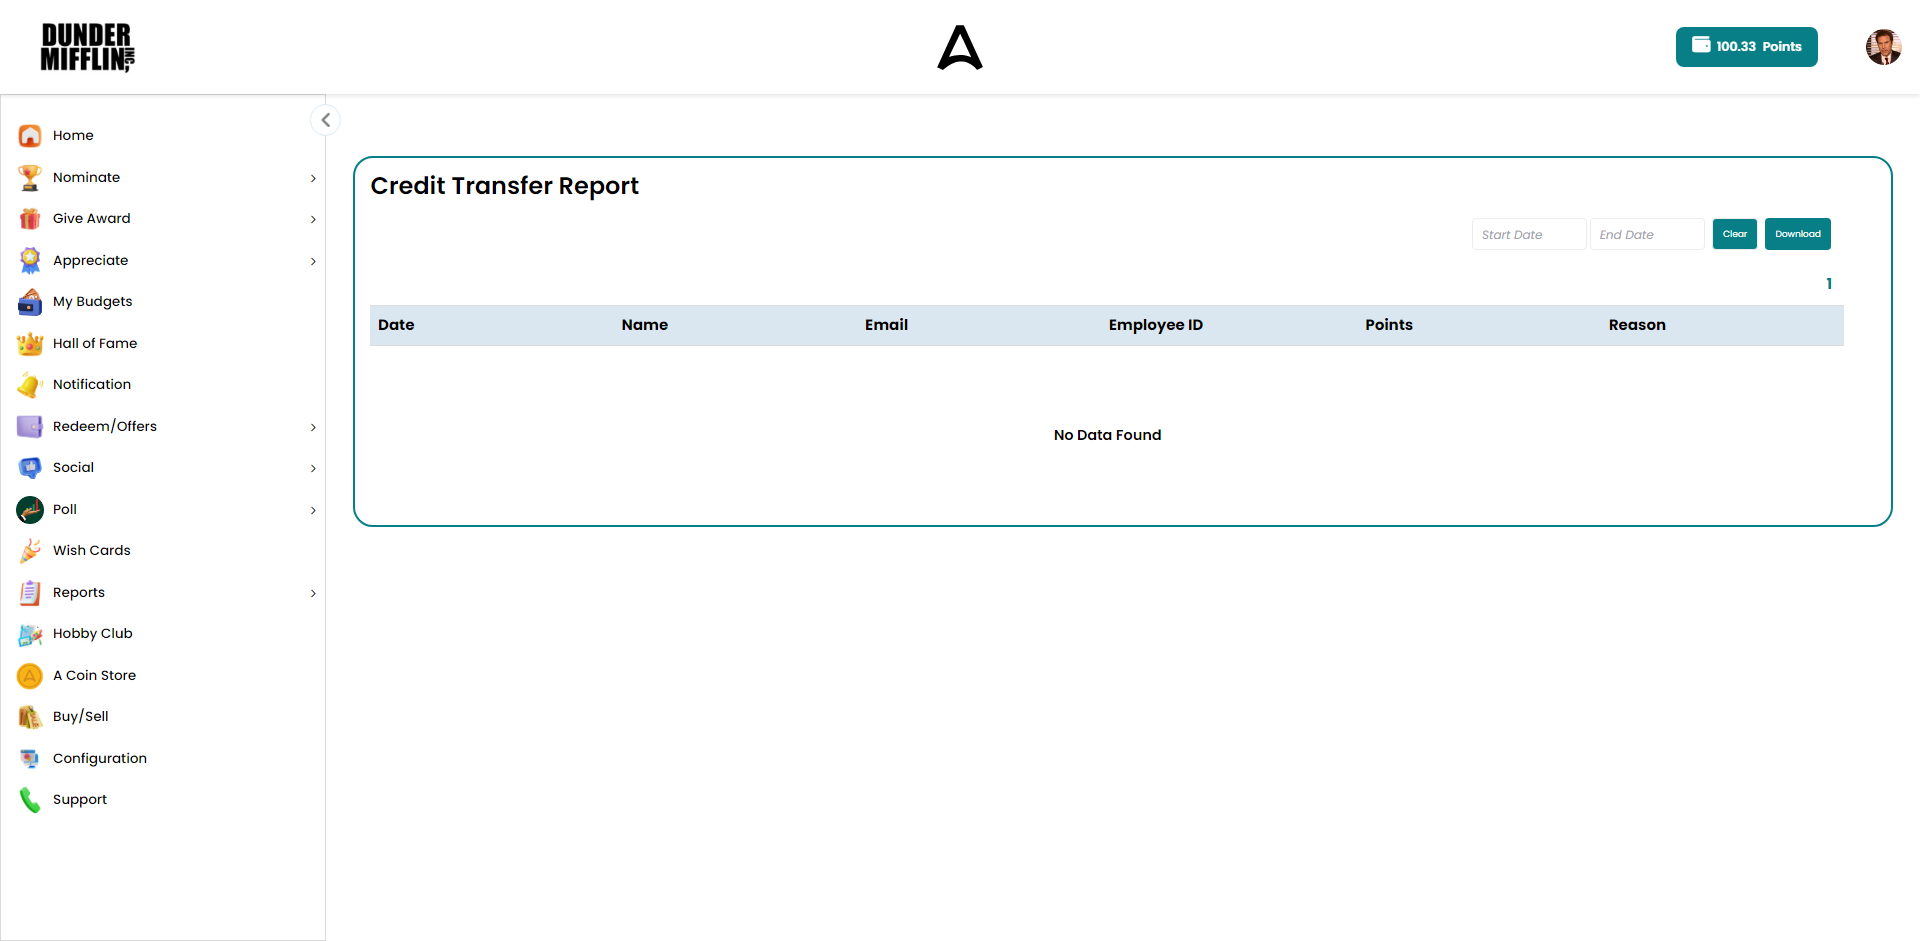 DUNDER
MIFFLIN INC,
100.33 Points
Home
Nominate
Give Award
Appreciate
My Budgets
Hall of Fame
Notification
Redeem/Offers
Social
Poll
Wish Cards
Reports
Hobby Club
A Coin Store
Buy/Sell
Configuration
Support
Credit Transfer Report
Start Date End Date Clear Download
1
Date Name Email Employee ID Points Reason
No Data Found